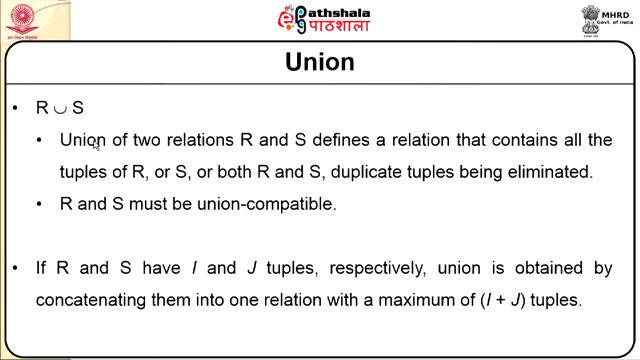 Pathshala
पाठशाला
MHRD
Govt. of India
Union
• R ∪ S
• Union of two relations R and S defines a relation that contains all the
tuples of R, or S, or both R and S, duplicate tuples being eliminated.
• R and S must be union-compatible.
• If R and S have I and J tuples, respectively, union is obtained by
concatenating them into one relation with a maximum of (I + J) tuples.